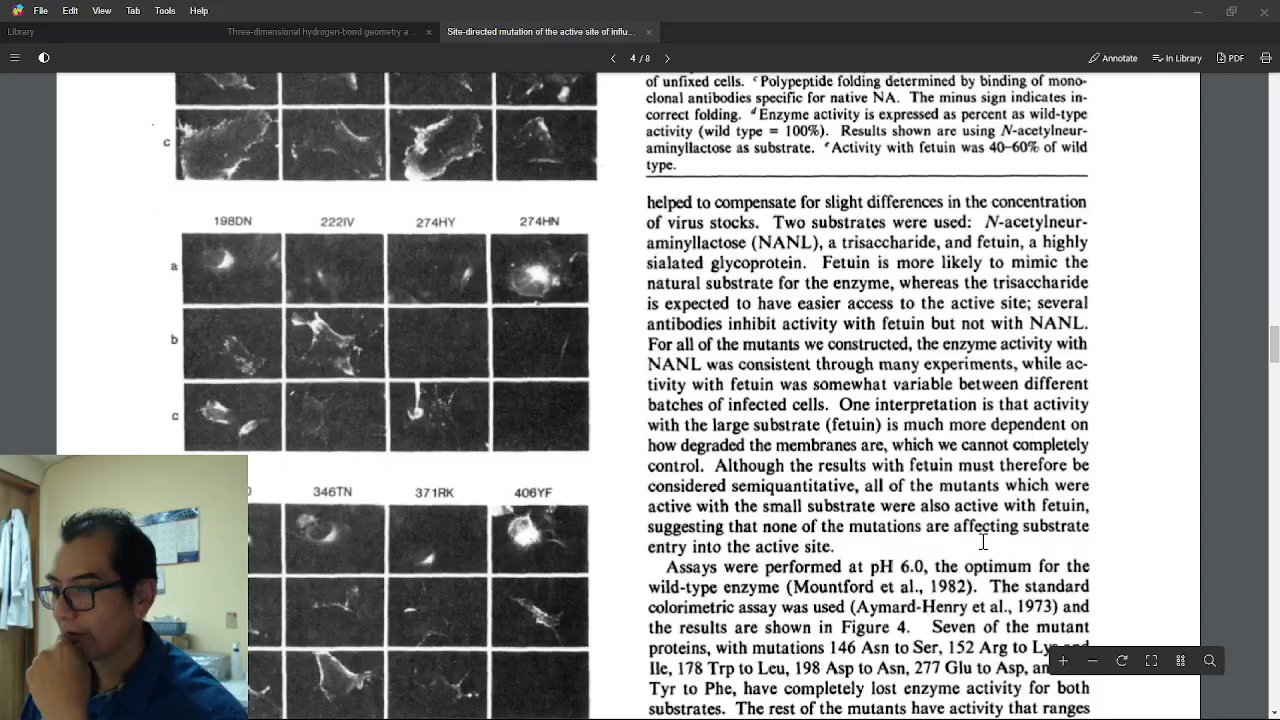 File Edit View Tools Help
Library
Three-dimensional hydrogen-bond geometry a...
Site-directed mutation of the active site of influ...
4 / 8
Annotate
In Library
PDF
c
198DN 222IV 274HY 274HN
a
b
c
346TN 371RK 406YF
of unfixed cells. ᶜPolypeptide folding determined by binding of mono-
clonal antibodies specific for native NA. The minus sign indicates in-
correct folding. ᵈEnzyme activity is expressed as percent as wild-type
activity (wild type = 100%). Results shown are using N-acetylneur-
aminyllactose as substrate. ᵉActivity with fetuin was 40–60% of wild
type.
helped to compensate for slight differences in the concentration
of virus stocks. Two substrates were used: N-acetylneur-
aminyllactose (NANL), a trisaccharide, and fetuin, a highly
sialated glycoprotein. Fetuin is more likely to mimic the
natural substrate for the enzyme, whereas the trisaccharide
is expected to have easier access to the active site; several
antibodies inhibit activity with fetuin but not with NANL.
For all of the mutants we constructed, the enzyme activity with
NANL was consistent through many experiments, while ac-
tivity with fetuin was somewhat variable between different
batches of infected cells. One interpretation is that activity
with the large substrate (fetuin) is much more dependent on
how degraded the membranes are, which we cannot completely
control. Although the results with fetuin must therefore be
considered semiquantitative, all of the mutants which were
active with the small substrate were also active with fetuin,
suggesting that none of the mutations are affecting substrate
entry into the active site.
Assays were performed at pH 6.0, the optimum for the
wild-type enzyme (Mountford et al., 1982). The standard
colorimetric assay was used (Aymard-Henry et al., 1973) and
the results are shown in Figure 4. Seven of the mutant
proteins, with mutations 146 Asn to Ser, 152 Arg to and
Ile, 178 Trp to Leu, 198 Asp to Asn, 277 Glu to Asp,
Tyr to Phe, have completely lost enzyme activity for both
substrates. The rest of the mutants have activity that ranges